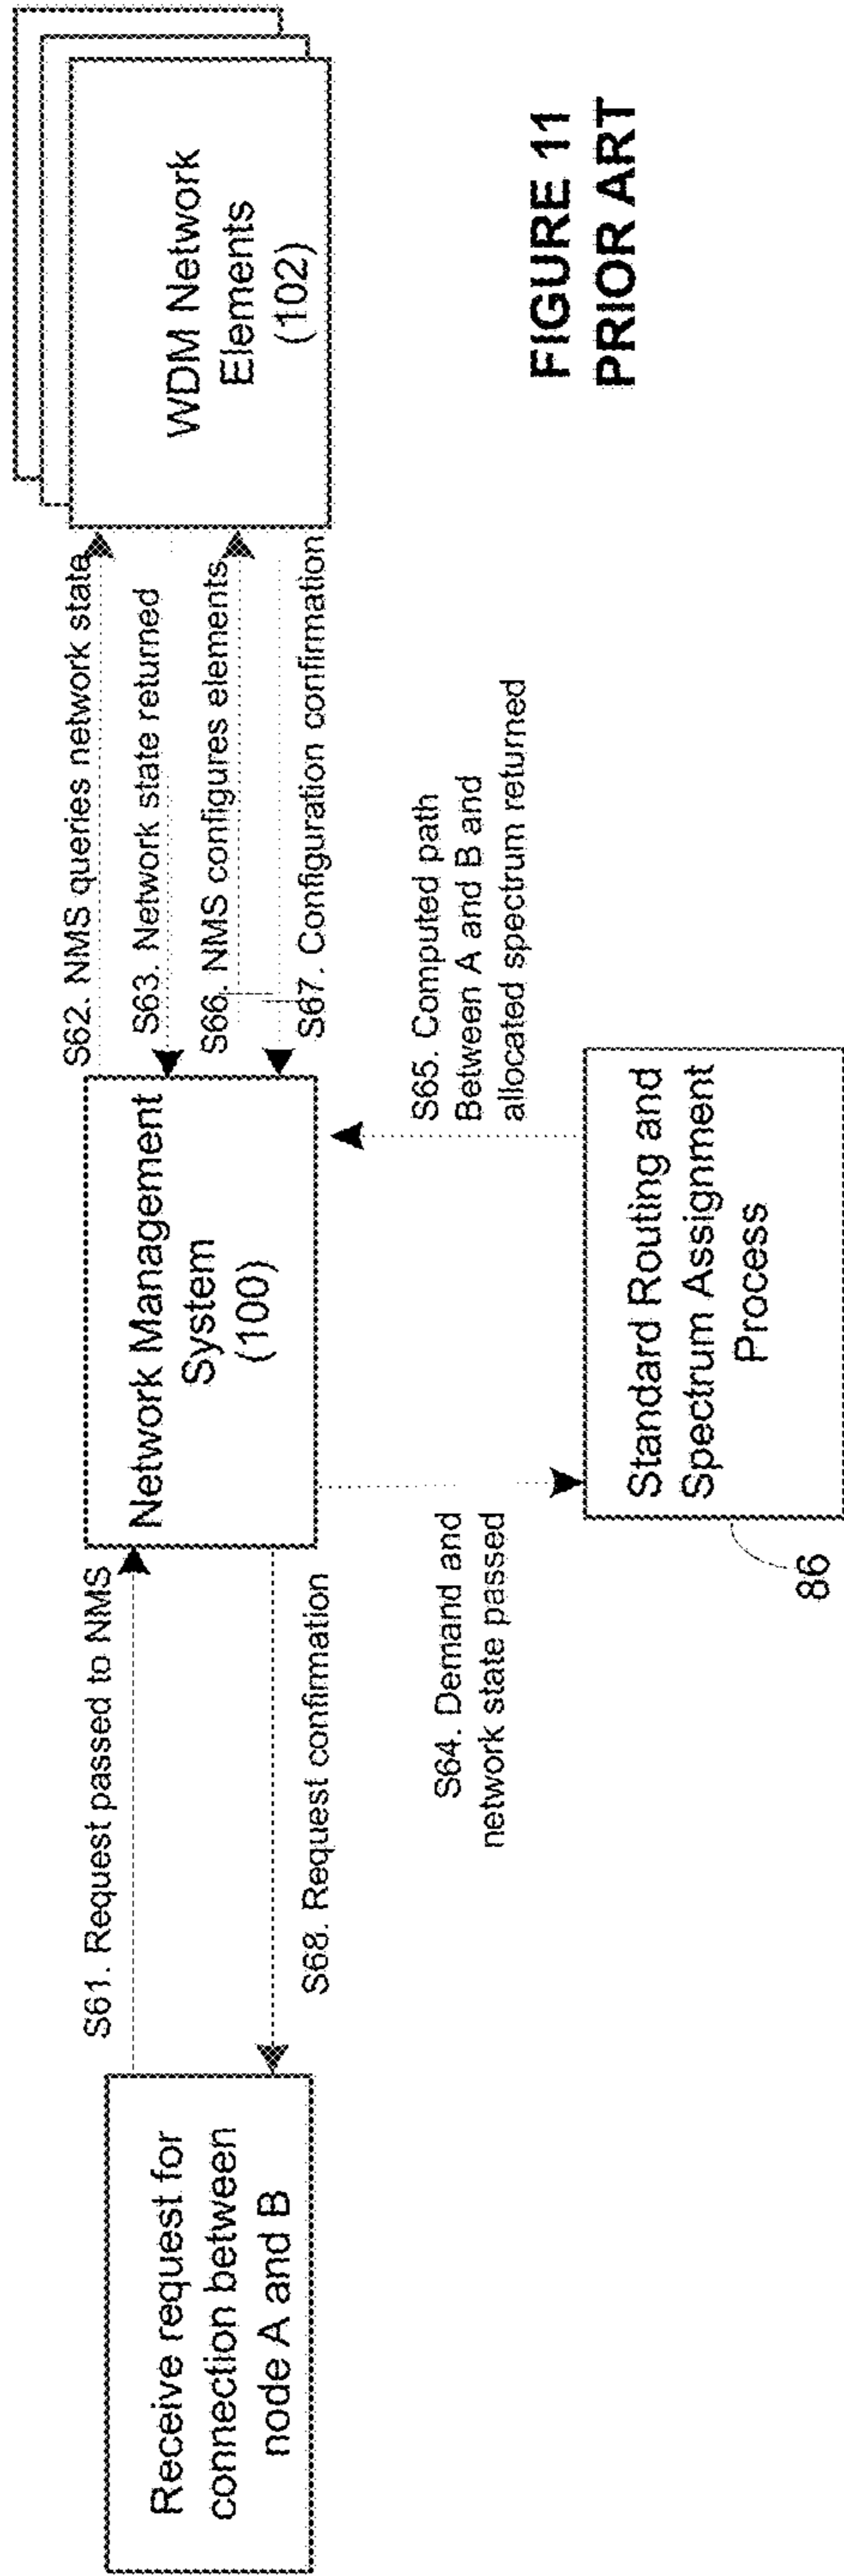 Receive request for
connection between
node A and B
S61. Request passed to NMS
S68. Request confirmation
Network Management
System
(100)
S62. NMS queries network state
S63. Network state returned
S66. NMS configures elements
S67. Configuration confirmation
WDM Network
Elements
(102)
S64. Demand and
network state passed
S65. Computed path
Between A and B and
allocated spectrum returned
Standard Routing and
Spectrum Assignment
Process
86
FIGURE 11
PRIOR ART